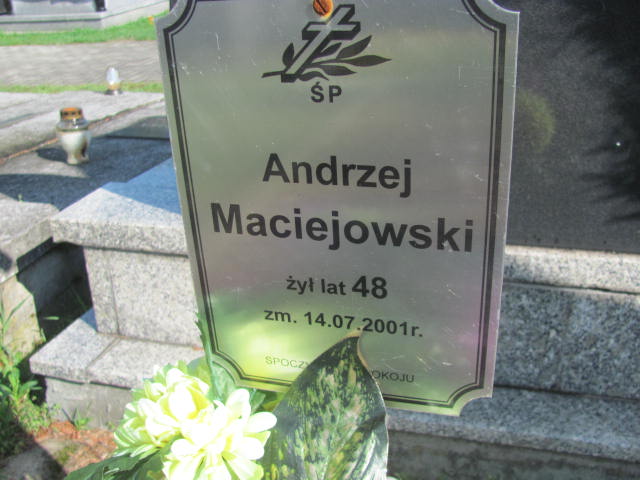 ŚP
Andrzej
Maciejowski
żył lat 48
zm. 14.07.2001r.